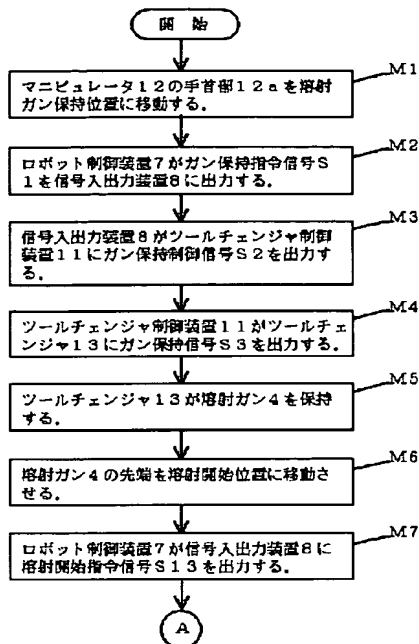 開始
M1
マニピュレータ12の手首部12aを溶射
ガン保持位置に移動する。
M2
ロボット制御装置7がガン保持指令信号S
1を信号入出力装置8に出力する。
M3
信号入出力装置8がツールチェンジャ制御
装置11にガン保持制御信号S2を出力す
る。
M4
ツールチェンジャ制御装置11がツールチェ
ンジャ13にガン保持信号S3を出力する。
M5
ツールチェンジャ13が溶射ガン4を保持
する。
M6
溶射ガン4の先端を溶射開始位置に移動さ
せる。
M7
ロボット制御装置7が信号入出力装置8に
溶射開始指令信号S13を出力する。
A